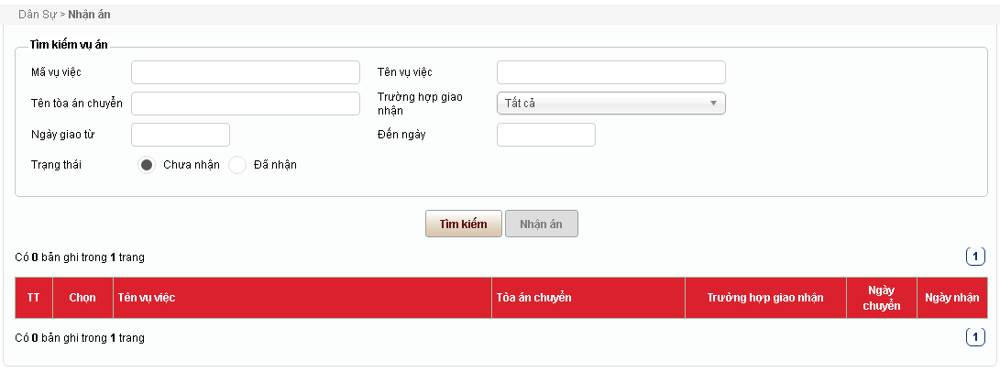 Dân Sự > Nhận án
Tìm kiếm vụ án
Mã vụ việc
Tên vụ việc
Tên tòa án chuyển
Trường hợp giao nhận
Tất cả
Ngày giao từ
Đến ngày
Trạng thái
Chưa nhận
Đã nhận
Tìm kiếm
Nhận án
Có 0 bản ghi trong 1 trang
1
TT
Chọn
Tên vụ việc
Tòa án chuyển
Trường hợp giao nhận
Ngày chuyển
Ngày nhận
Có 0 bản ghi trong 1 trang
1